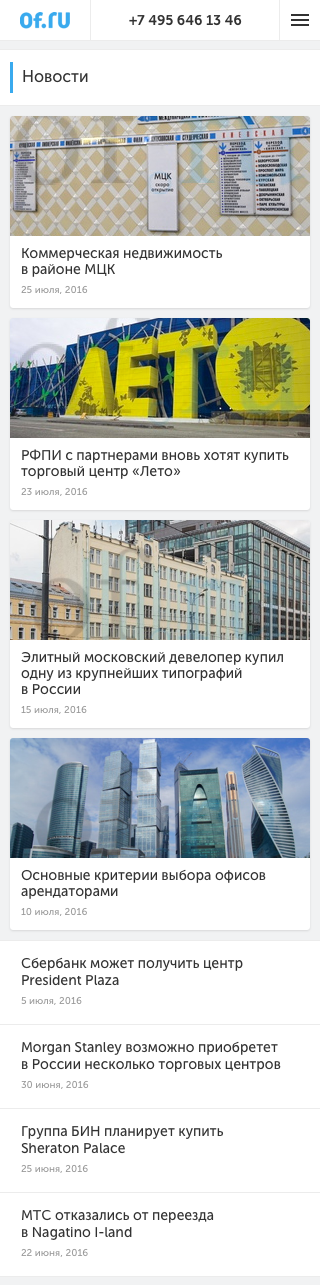 of.ru
+7 495 646 13 46
Новости
КИЕВСКАЯ
МЦК
скоро
открытие
Коммерческая недвижимость
в районе МЦК
25 июля, 2016
ЛЕТО
РФПИ с партнерами вновь хотят купить
торговый центр «Лето»
23 июля, 2016
Элитный московский девелопер купил
одну из крупнейших типографий
в России
15 июля, 2016
Основные критерии выбора офисов
арендаторами
10 июля, 2016
Сбербанк может получить центр
President Plaza
5 июля, 2016
Morgan Stanley возможно приобретет
в России несколько торговых центров
30 июня, 2016
Группа БИН планирует купить
Sheraton Palace
25 июня, 2016
МТС отказались от переезда
в Nagatino I-land
22 июня, 2016